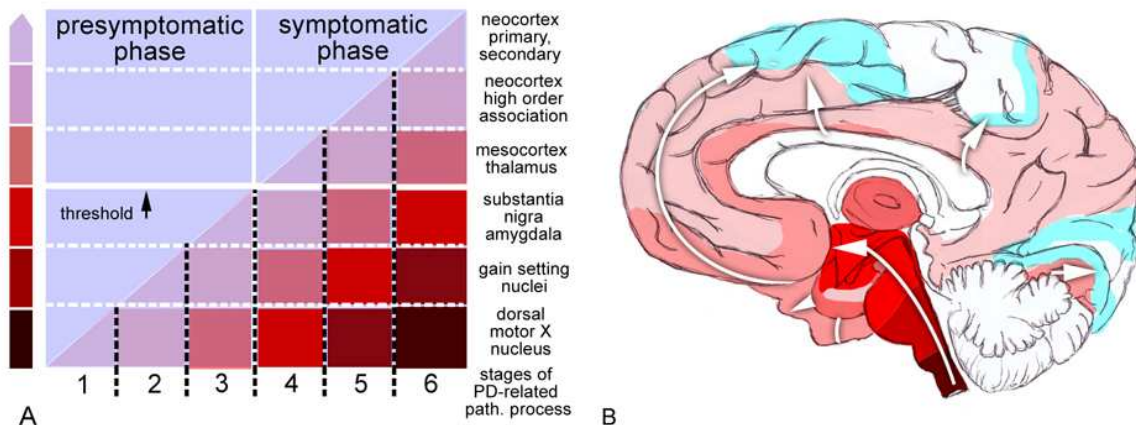 presymptomatic
phase
symptomatic
phase
neocortex
primary,
secondary
neocortex
high order
association
mesocortex
thalamus
threshold
substantia
nigra
amygdala
gain setting
nuclei
dorsal
motor X
nucleus
1 2 3 4 5 6
stages of
PD-related
path. process
A
B